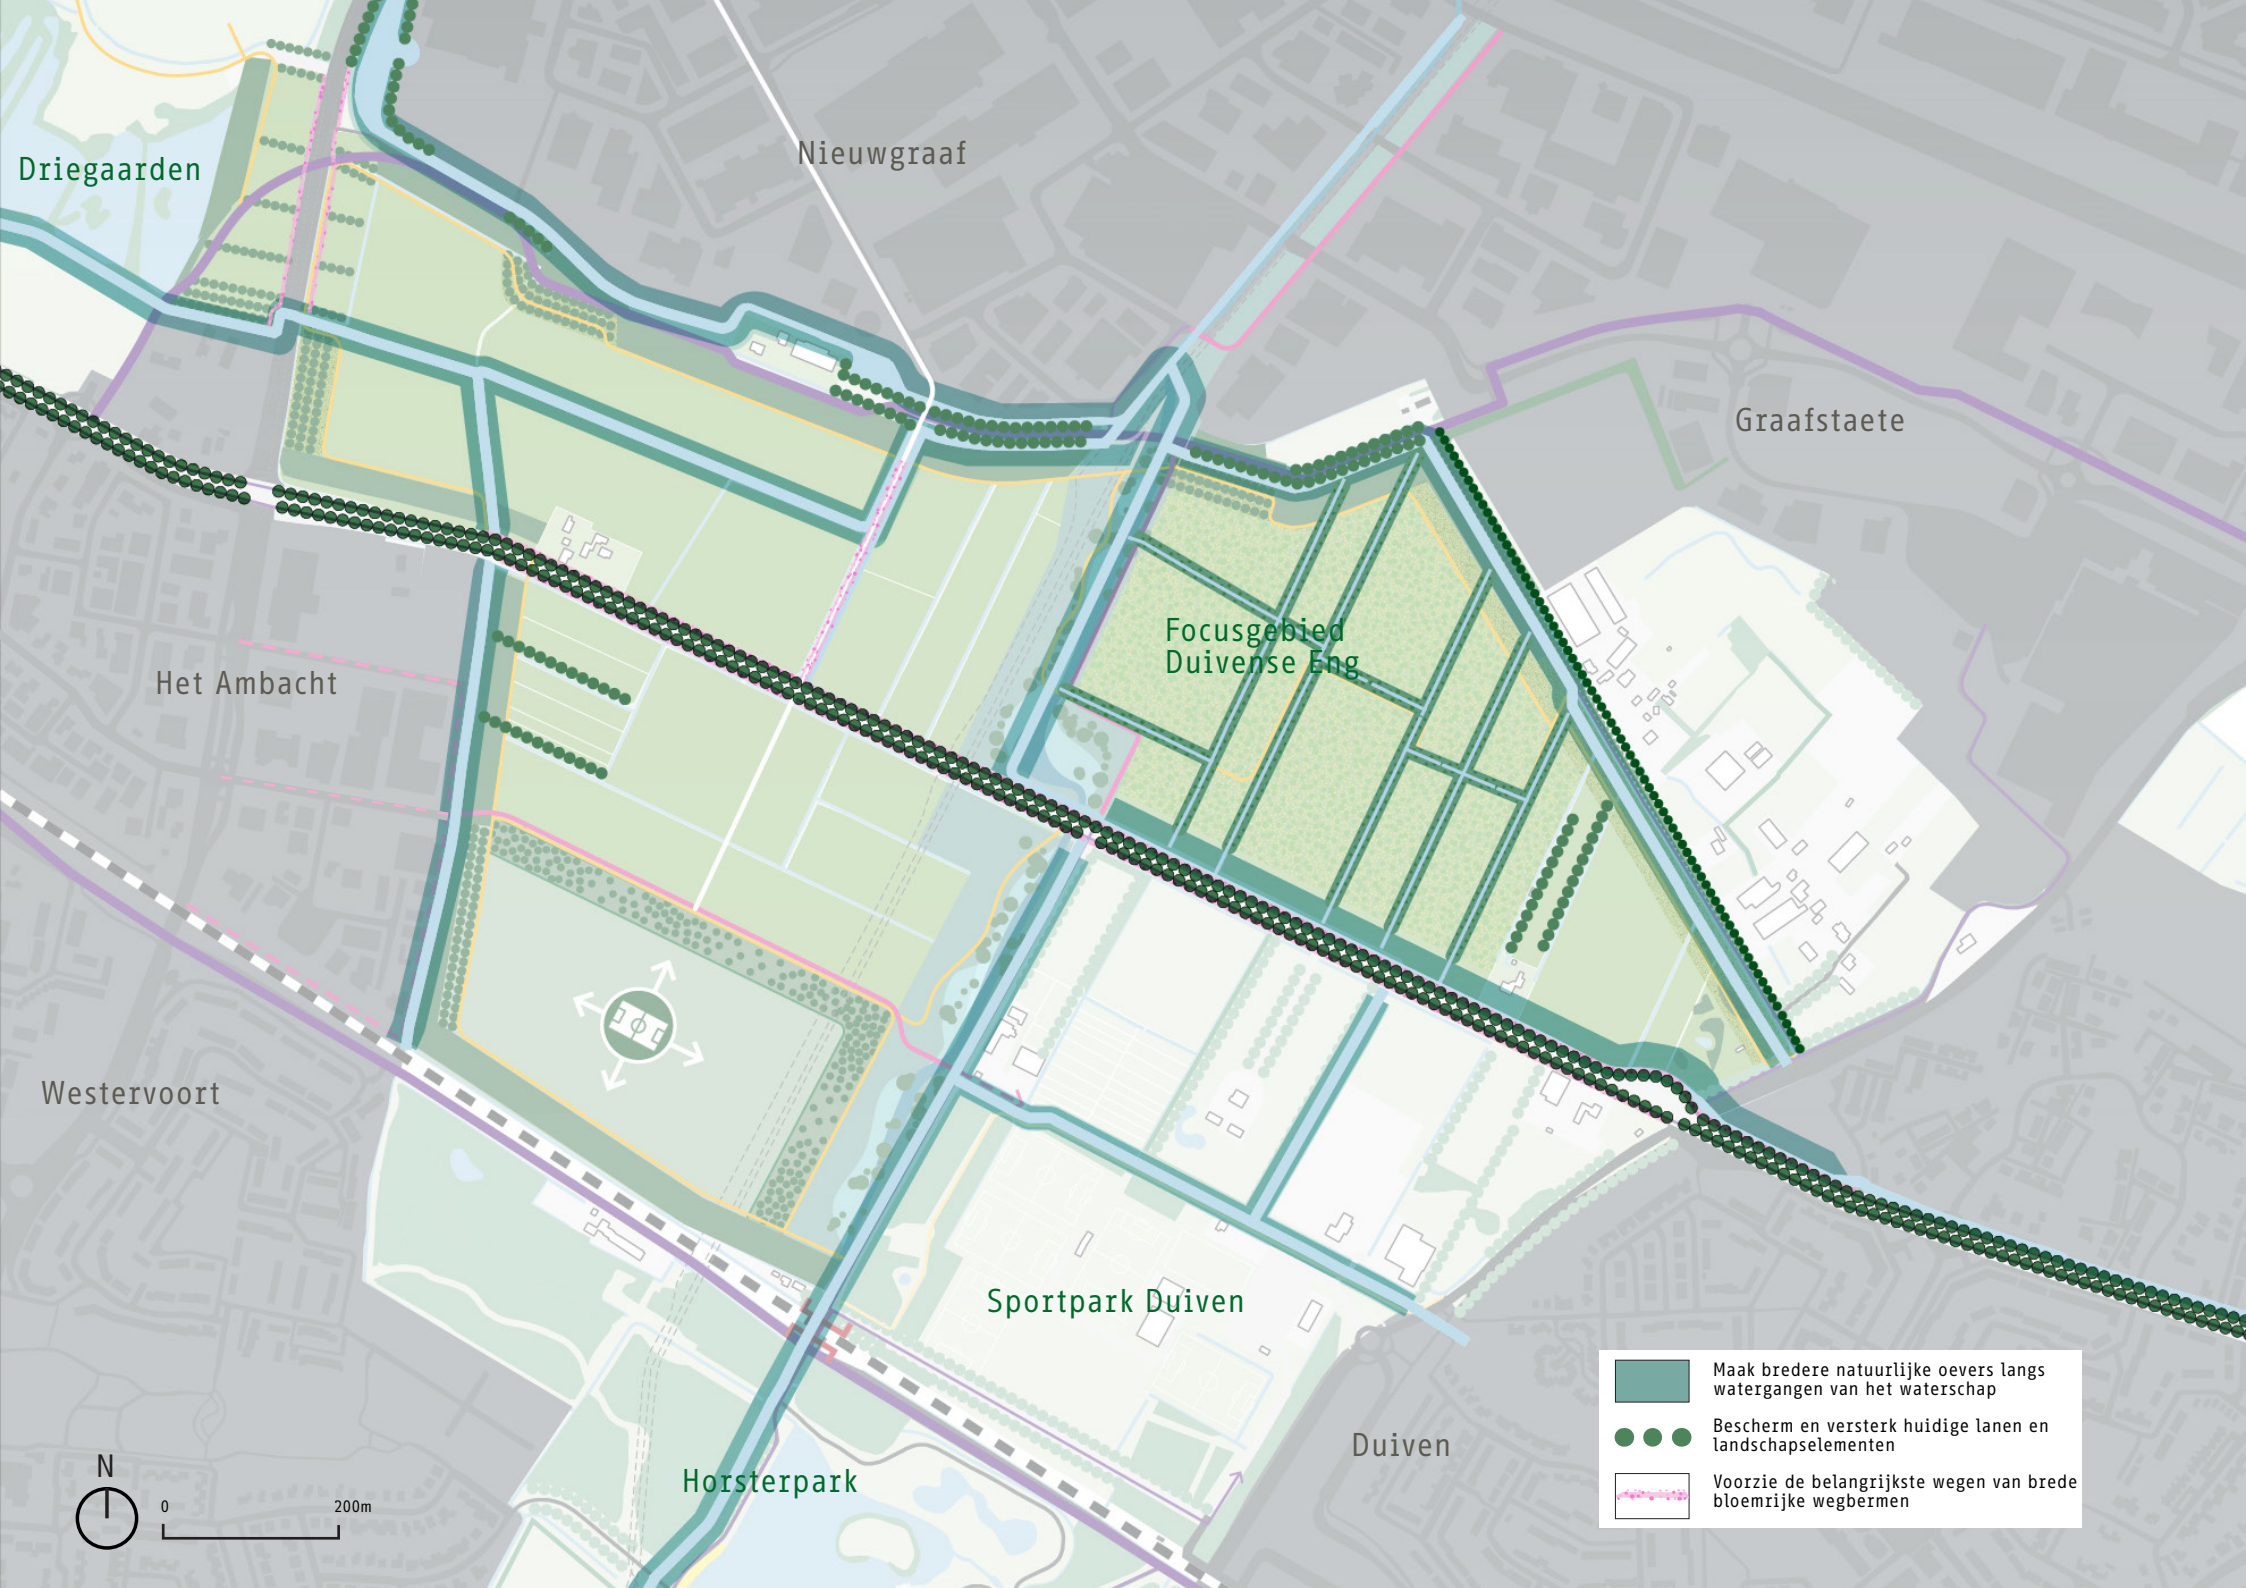 Nieuwgraaf
Driegaarden
Graafstaete
Focusgebied
Duivense Eng
Het Ambacht
Westervoort
Sportpark Duiven
Duiven
Horsterpark
N
0 200m
Maak bredere natuurlijke oevers langs
watergangen van het waterschap
Bescherm en versterk huidige lanen en
landschapselementen
Voorzie de belangrijkste wegen van brede
bloemrijke wegbermen